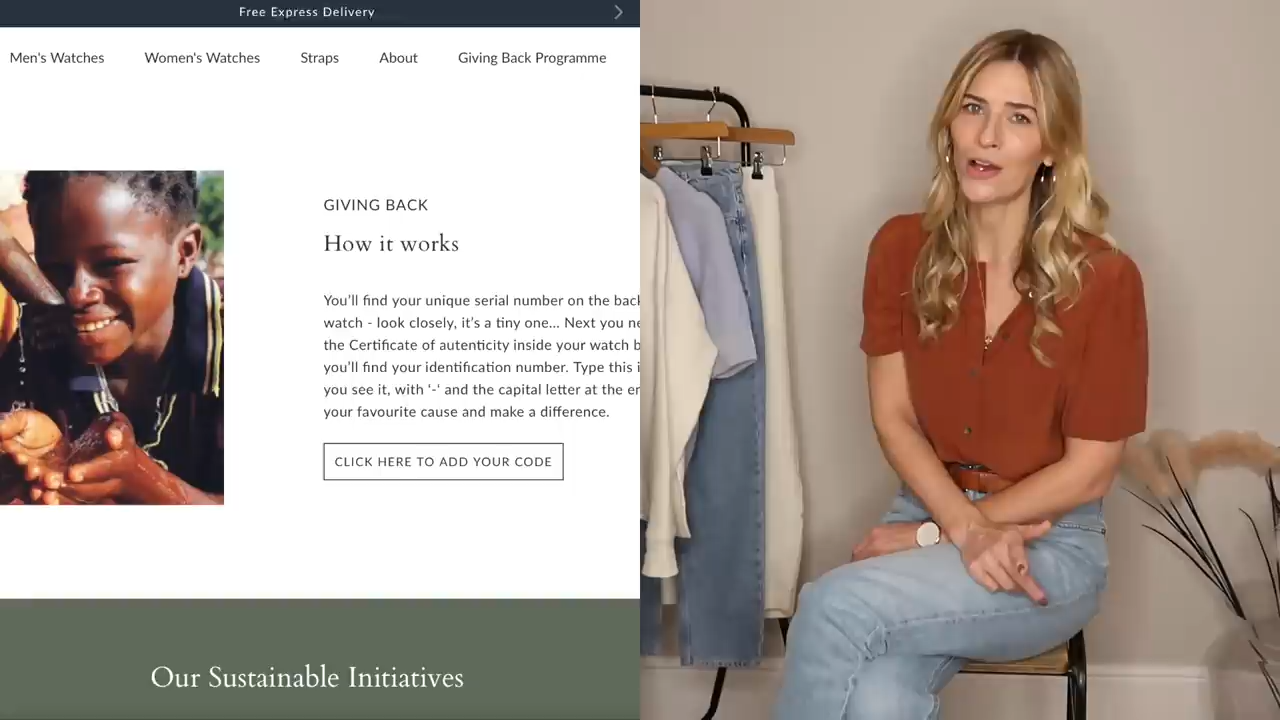 Free Express Delivery
Men's Watches Women's Watches Straps About Giving Back Programme
GIVING BACK
How it works
You'll find your unique serial number on the back
watch - look closely, it's a tiny one... Next you ne
the Certificate of autenticity inside your watch b
you'll find your identification number. Type this i
you see it, with '-' and the capital letter at the en
your favourite cause and make a difference.
CLICK HERE TO ADD YOUR CODE
Our Sustainable Initiatives